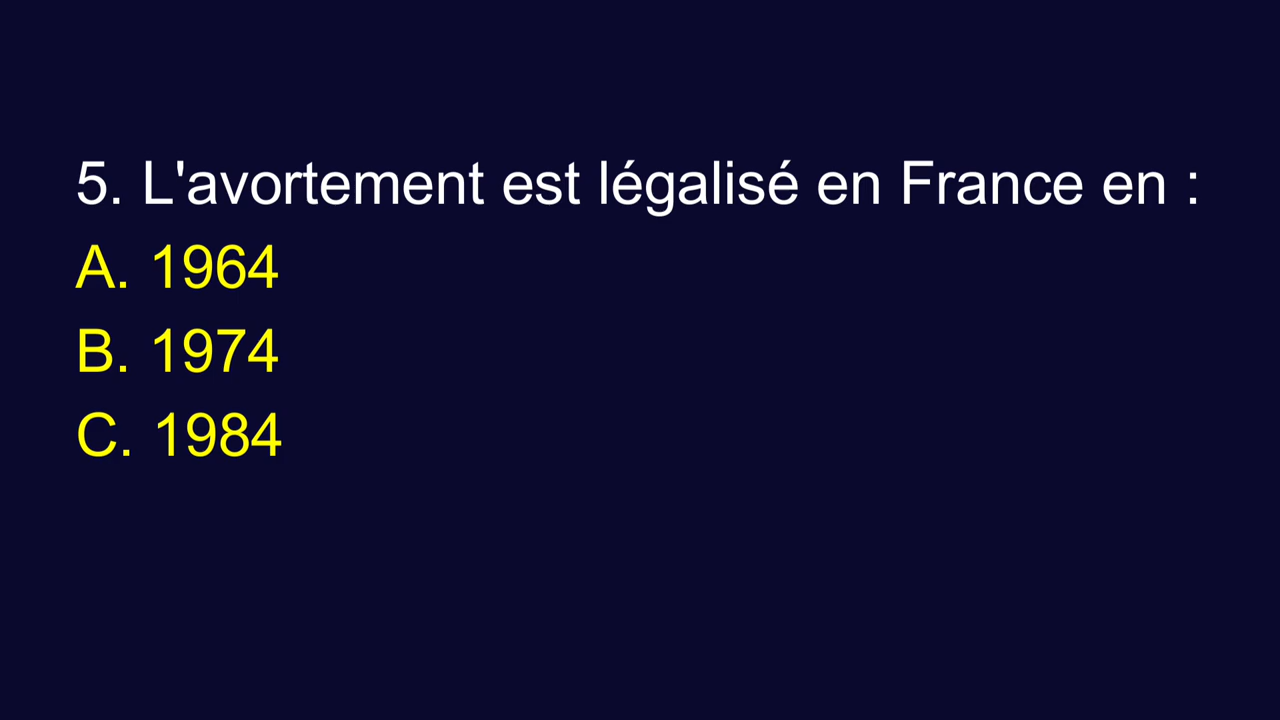 5. L'avortement est légalisé en France en :
A. 1964
B. 1974
C. 1984